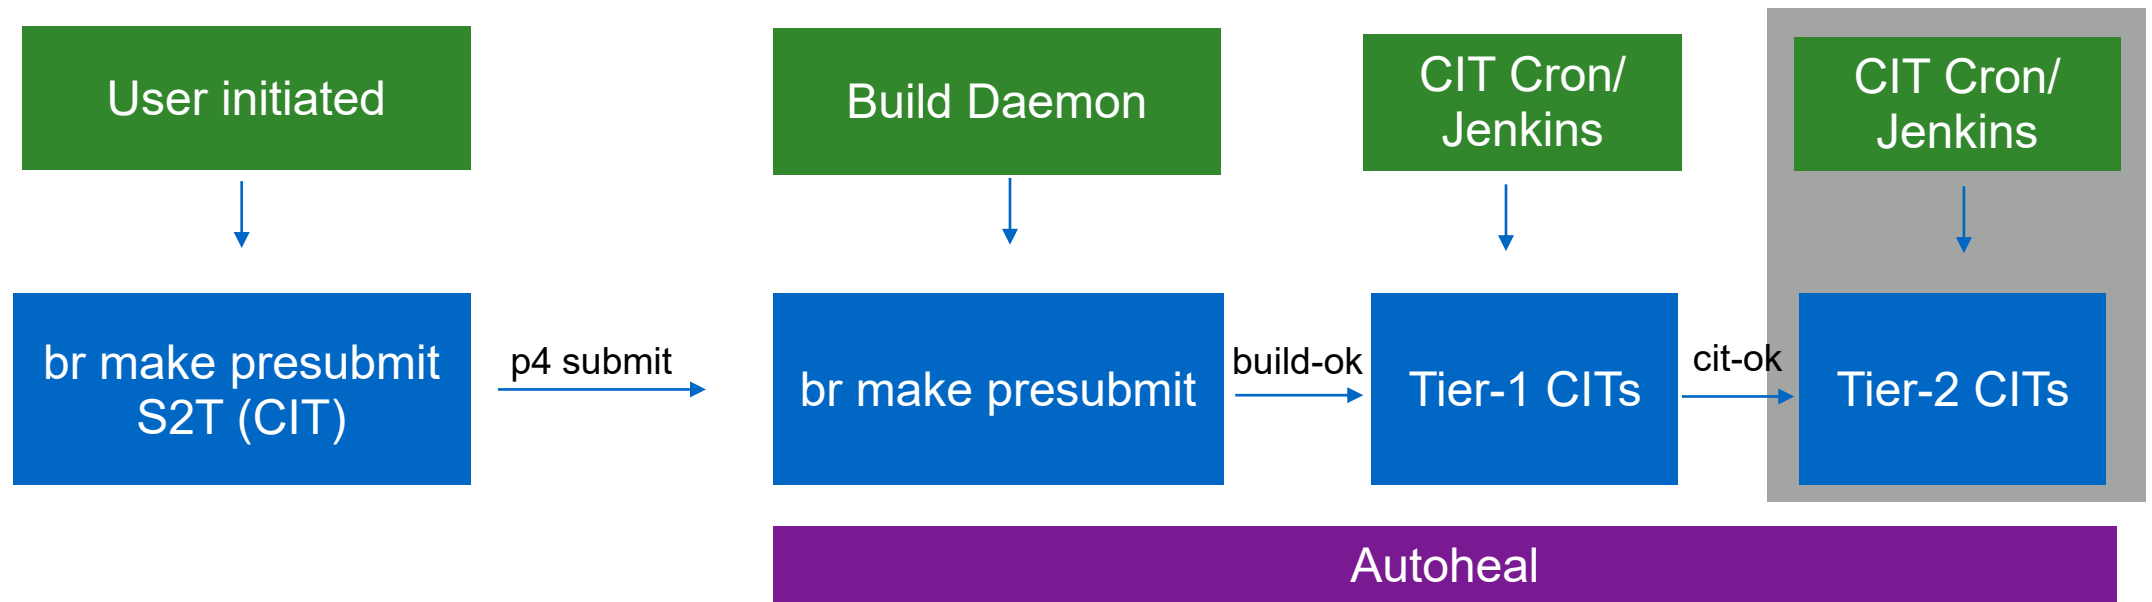 User initiated
Build Daemon
CIT Cron/
Jenkins
CIT Cron/
Jenkins
br make presubmit
S2T (CIT)
p4 submit
br make presubmit
build-ok
Tier-1 CITs
cit-ok
Tier-2 CITs
Autoheal